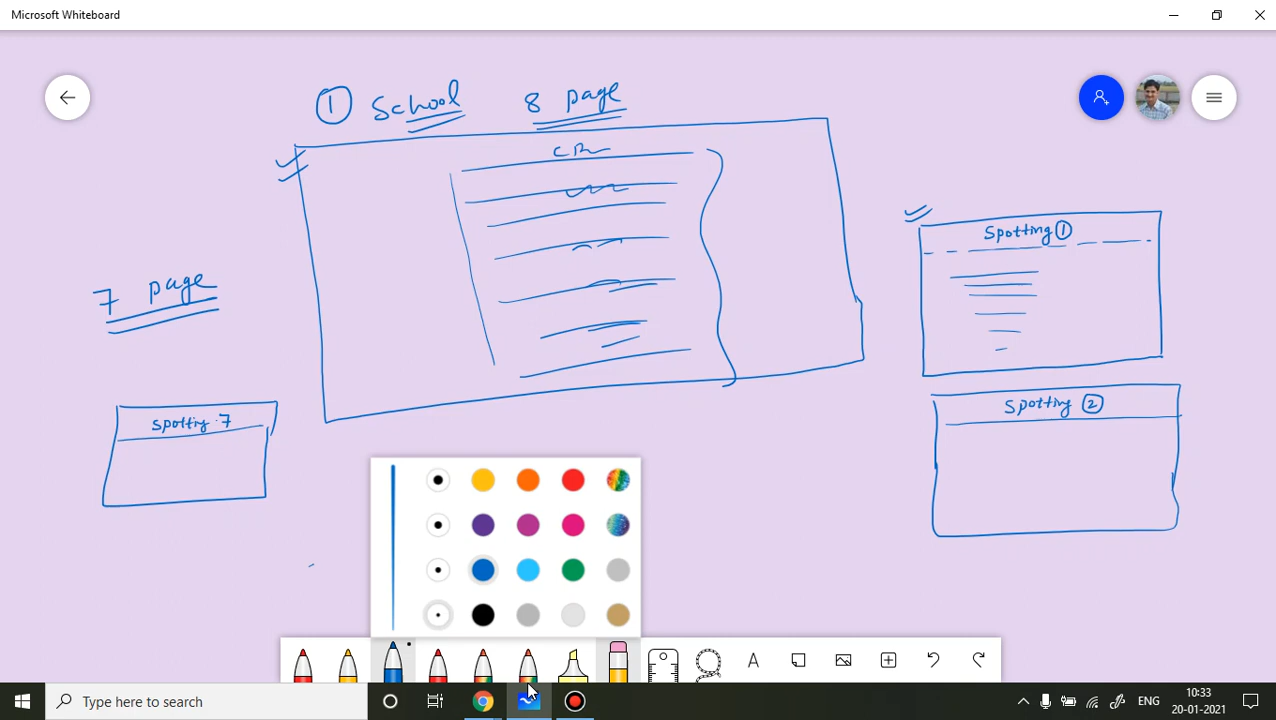 Microsoft Whiteboard
① School 8 page
Spotting ①
7 page
Spotting ②
Spotting 7
A
Type here to search
ENG
10:33
20-01-2021